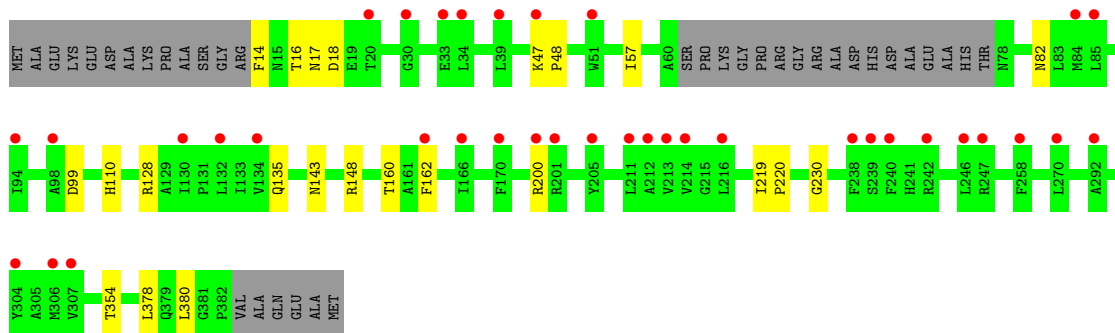 MET ALA GLU LYS GLU ASP ALA ALA LYS PRO ALA SER GLY ARG F14 N15 T16 N17 D18 E19 T20 G30 E33 L34 L39 K47 P48 W51 I57 A60 SER PRO LYS GLY PRO ARG GLY ARG ALA ASP HIS ASP ALA GLU ALA HIS THR N78 N82 L83 M84 L85
I94 A98 D99 H110 R128 A129 I130 P131 L132 I133 V134 Q135 N143 R148 T160 A161 F162 I166 F170 R200 R201 Y205 L211 A212 V213 V214 G215 L216 I219 P220 G230 F238 S239 F240 H241 R242 L246 R247 F258 L270 A292
Y304 A305 M306 V307 T354 L378 Q379 L380 G381 P382 VAL ALA GLN GLU ALA MET